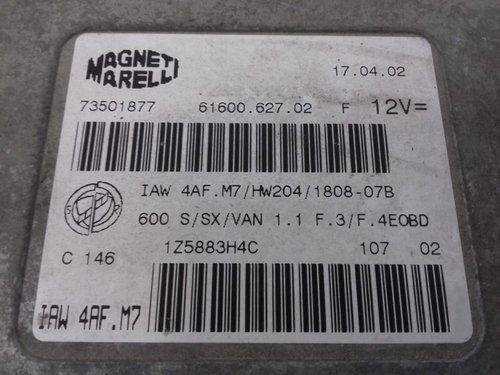 MAGNETI
MARELLI
17.04.02
73501877 61600.627.02 F 12V=
IAW 4AF.M7/HW204/1808-07B
600 S/SX/VAN 1.1 F.3/F.4EOBD
C 146 1Z5883H4C 107 02
IAW 4AF.M7